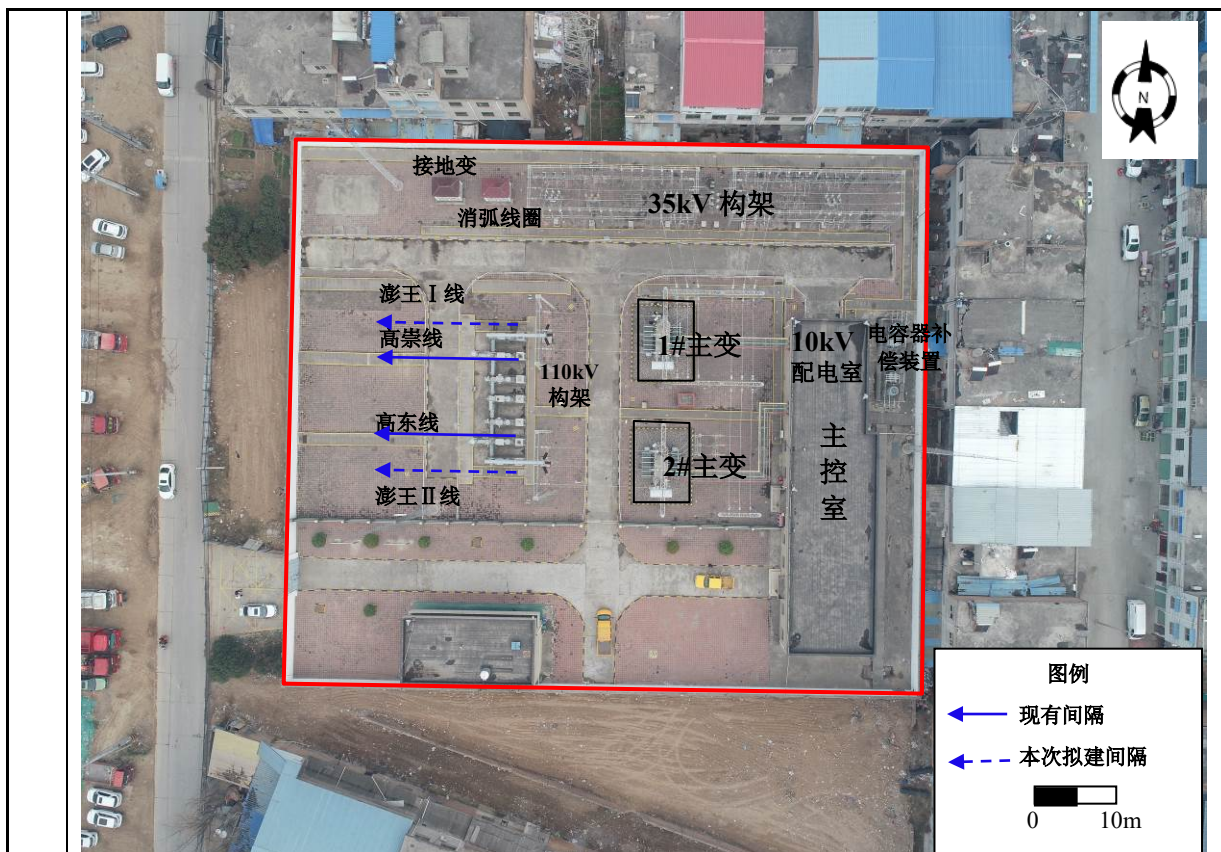 N
接地变
消弧线圈
35kV 构架
澎王Ⅰ线
高崇线
110kV
构架
高东线
澎王Ⅱ线
1#主变
2#主变
10kV
配电室
电容器补
偿装置
主
控
室
图例
现有间隔
本次拟建间隔
0 10m